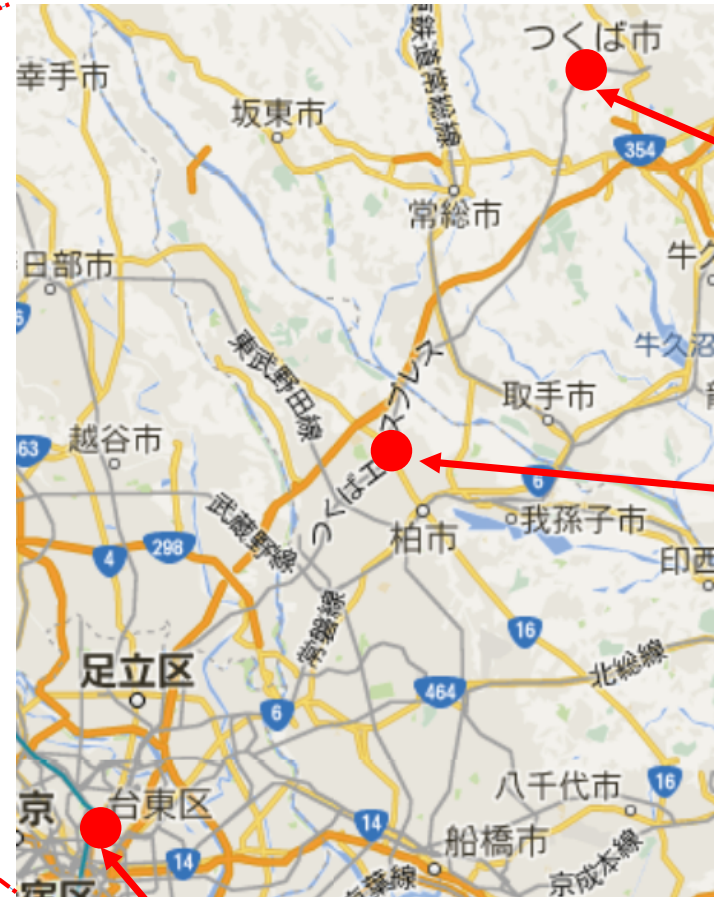 つくば市
幸手市
常総線
坂東市
354
常総市
日部市
牛久
牛久沼
東武野田線
つくばエクスプレス
取手市
越谷市
63
6
武蔵野線
柏市
我孫子市
298
4
印西
常磐線
16
足立区
北総線
464
6
八千代市
16
京
台東区
14
船橋市
14
京成本線